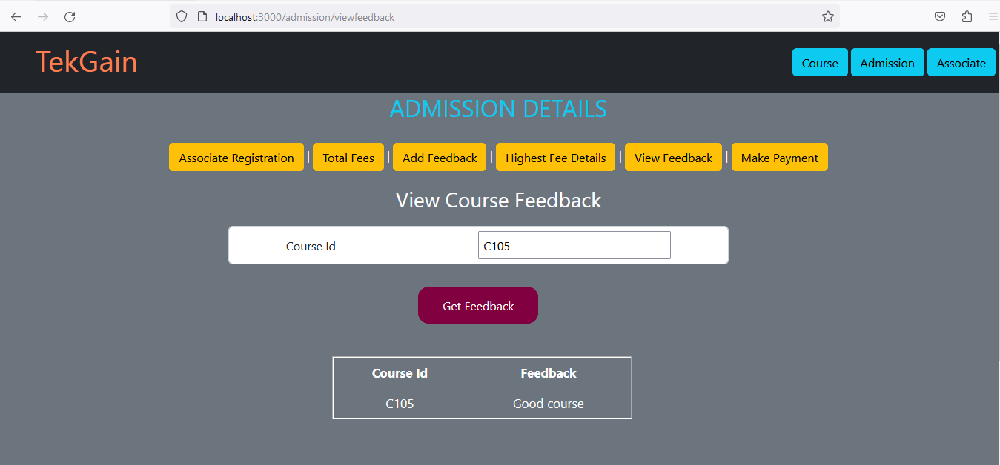 localhost:3000/admission/viewfeedback
TekGain
Course Admission Associate
ADMISSION DETAILS
Associate Registration | Total Fees | Add Feedback | Highest Fee Details | View Feedback | Make Payment
View Course Feedback
Course Id C105
Get Feedback
Course Id Feedback
C105 Good course